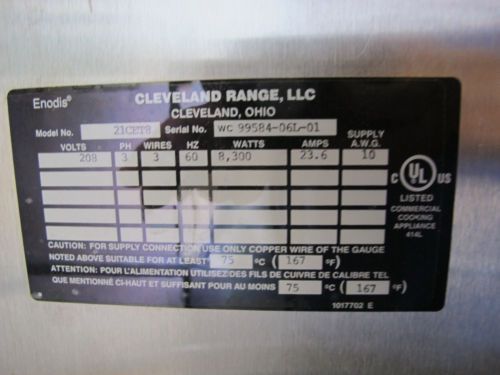 Enodis®
CLEVELAND RANGE, LLC
CLEVELAND, OHIO
Model No. 21CET8 Serial No. WC 99584-06L-01
VOLTS PH WIRES HZ WATTS AMPS SUPPLY A.W.G.
208 3 3 60 8,300 23.6 10
C UL US
LISTED
COMMERCIAL
COOKING
APPLIANCE
414L
CAUTION: FOR SUPPLY CONNECTION USE ONLY COPPER WIRE OF THE GAUGE
NOTED ABOVE SUITABLE FOR AT LEAST 75 °C ( 167 °F)
ATTENTION: POUR L'ALIMENTATION UTILISEZ DES FILS DE CUIVRE DE CALIBRE TEL
QUE MENTIONNÉ CI-HAUT ET SUFFISANT POUR AU MOINS 75 °C ( 167 °F)
1017702 E